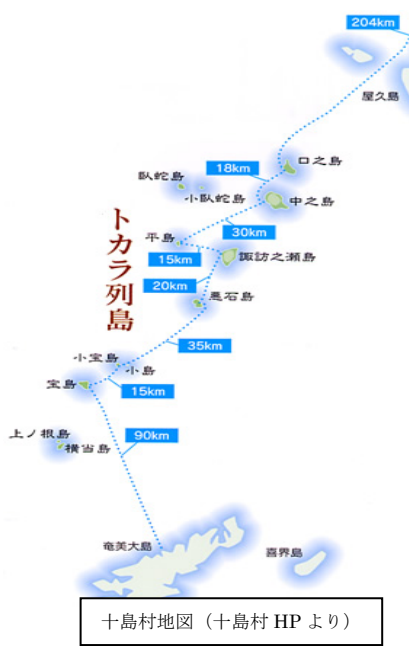 204km
屋久島
口之島
18km
臥蛇島
小臥蛇島
中之島
30km
平島
15km
諏訪之瀬島
トカラ列島
20km
悪石島
35km
小宝島
小島
宝島
15km
上ノ根島
横当島
90km
奄美大島
喜界島
十島村地図（十島村 HP より）